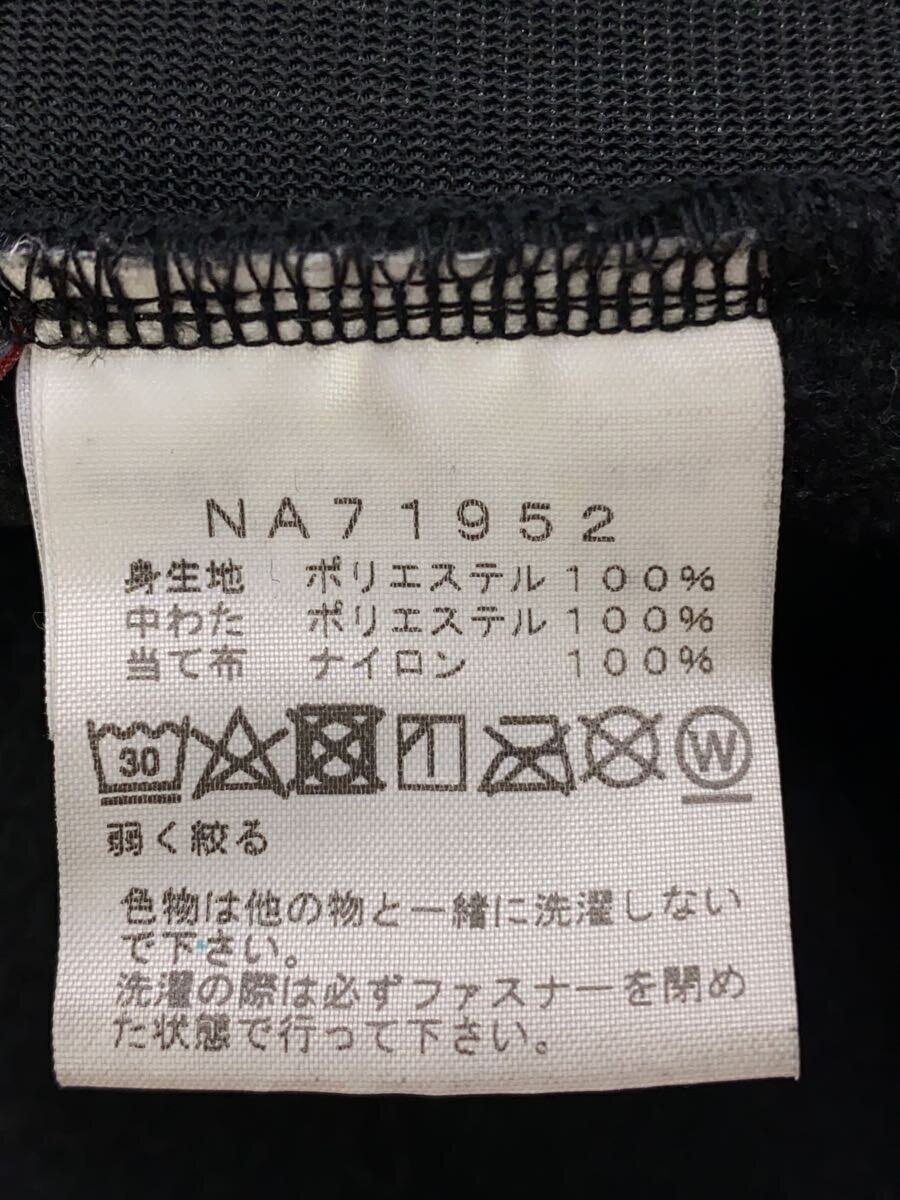 NA71952
身生地 ポリエステル100%
中わた ポリエステル100%
当て布 ナイロン 100%
30 W
弱く絞る
色物は他の物と一緒に洗濯しない
で下さい。
洗濯の際は必ずファスナーを閉め
た状態で行って下さい。